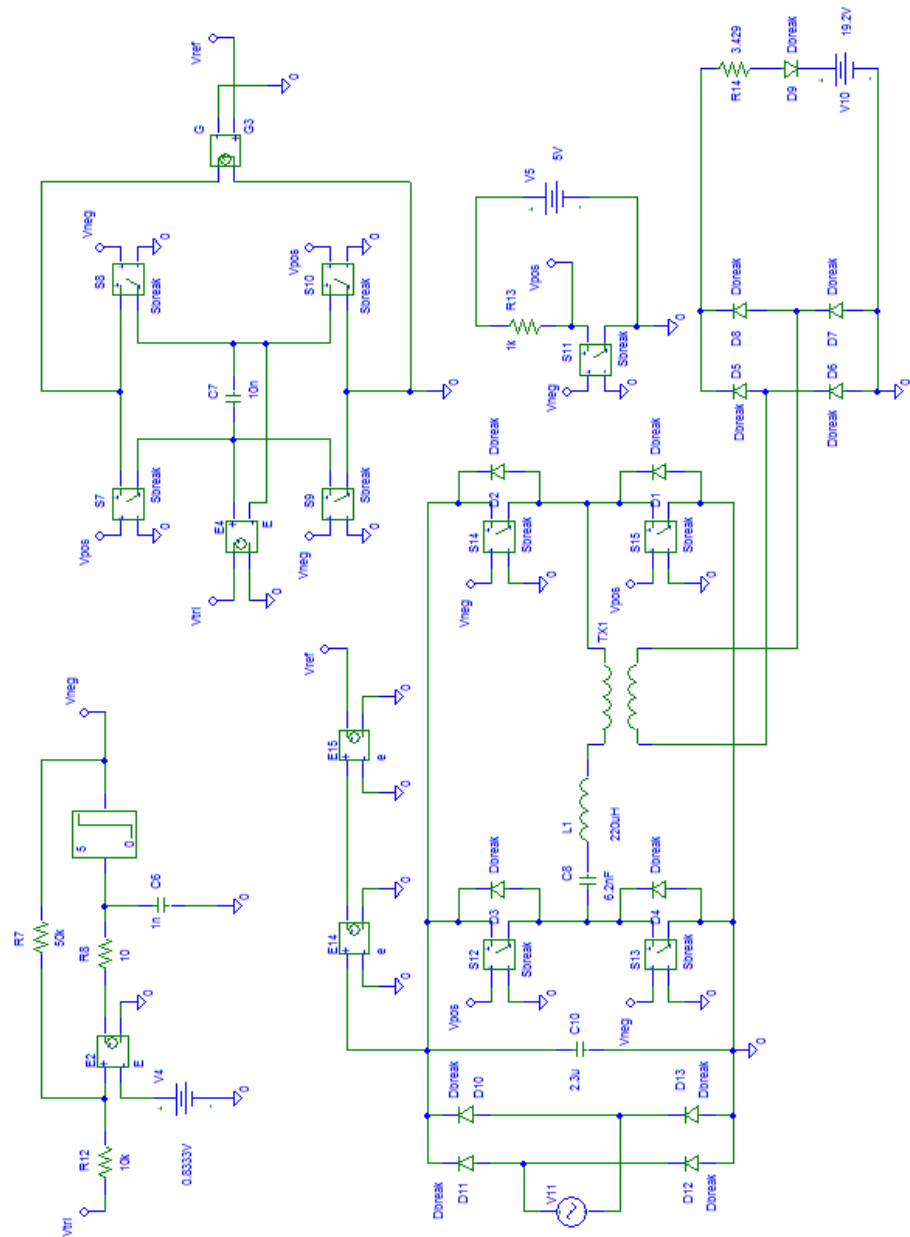 Vtri
R12
10k
R7
50k
E2
E
V4
0.8333V
0
0
R8
10
C6
1n
0
5
0
Vneg
Vtri
0
E4
E
Vpos
0
S7
Sbreak
Vneg
0
S9
Sbreak
C7
10n
Vneg
0
S8
Sbreak
Vpos
0
S10
Sbreak
0
G
G3
Vref
0
E14
e
0
0
E15
e
0
0
Vref
V11
D11
Dbreak
D10
Dbreak
D12
Dbreak
D13
Dbreak
C10
2.3u
0
Vpos
0
S12
Sbreak
D3
Dbreak
Vneg
0
S13
Sbreak
D4
Dbreak
C8
6.2nF
L1
220uH
TX1
Vneg
0
S14
Sbreak
D2
Dbreak
Vpos
0
S15
Sbreak
D1
Dbreak
Vneg
0
S11
Sbreak
R13
1k
Vpos
V5
5V
0
D5
Dbreak
D8
Dbreak
D6
Dbreak
D7
Dbreak
0
R14
3.429
D9
Dbreak
V10
19.2V